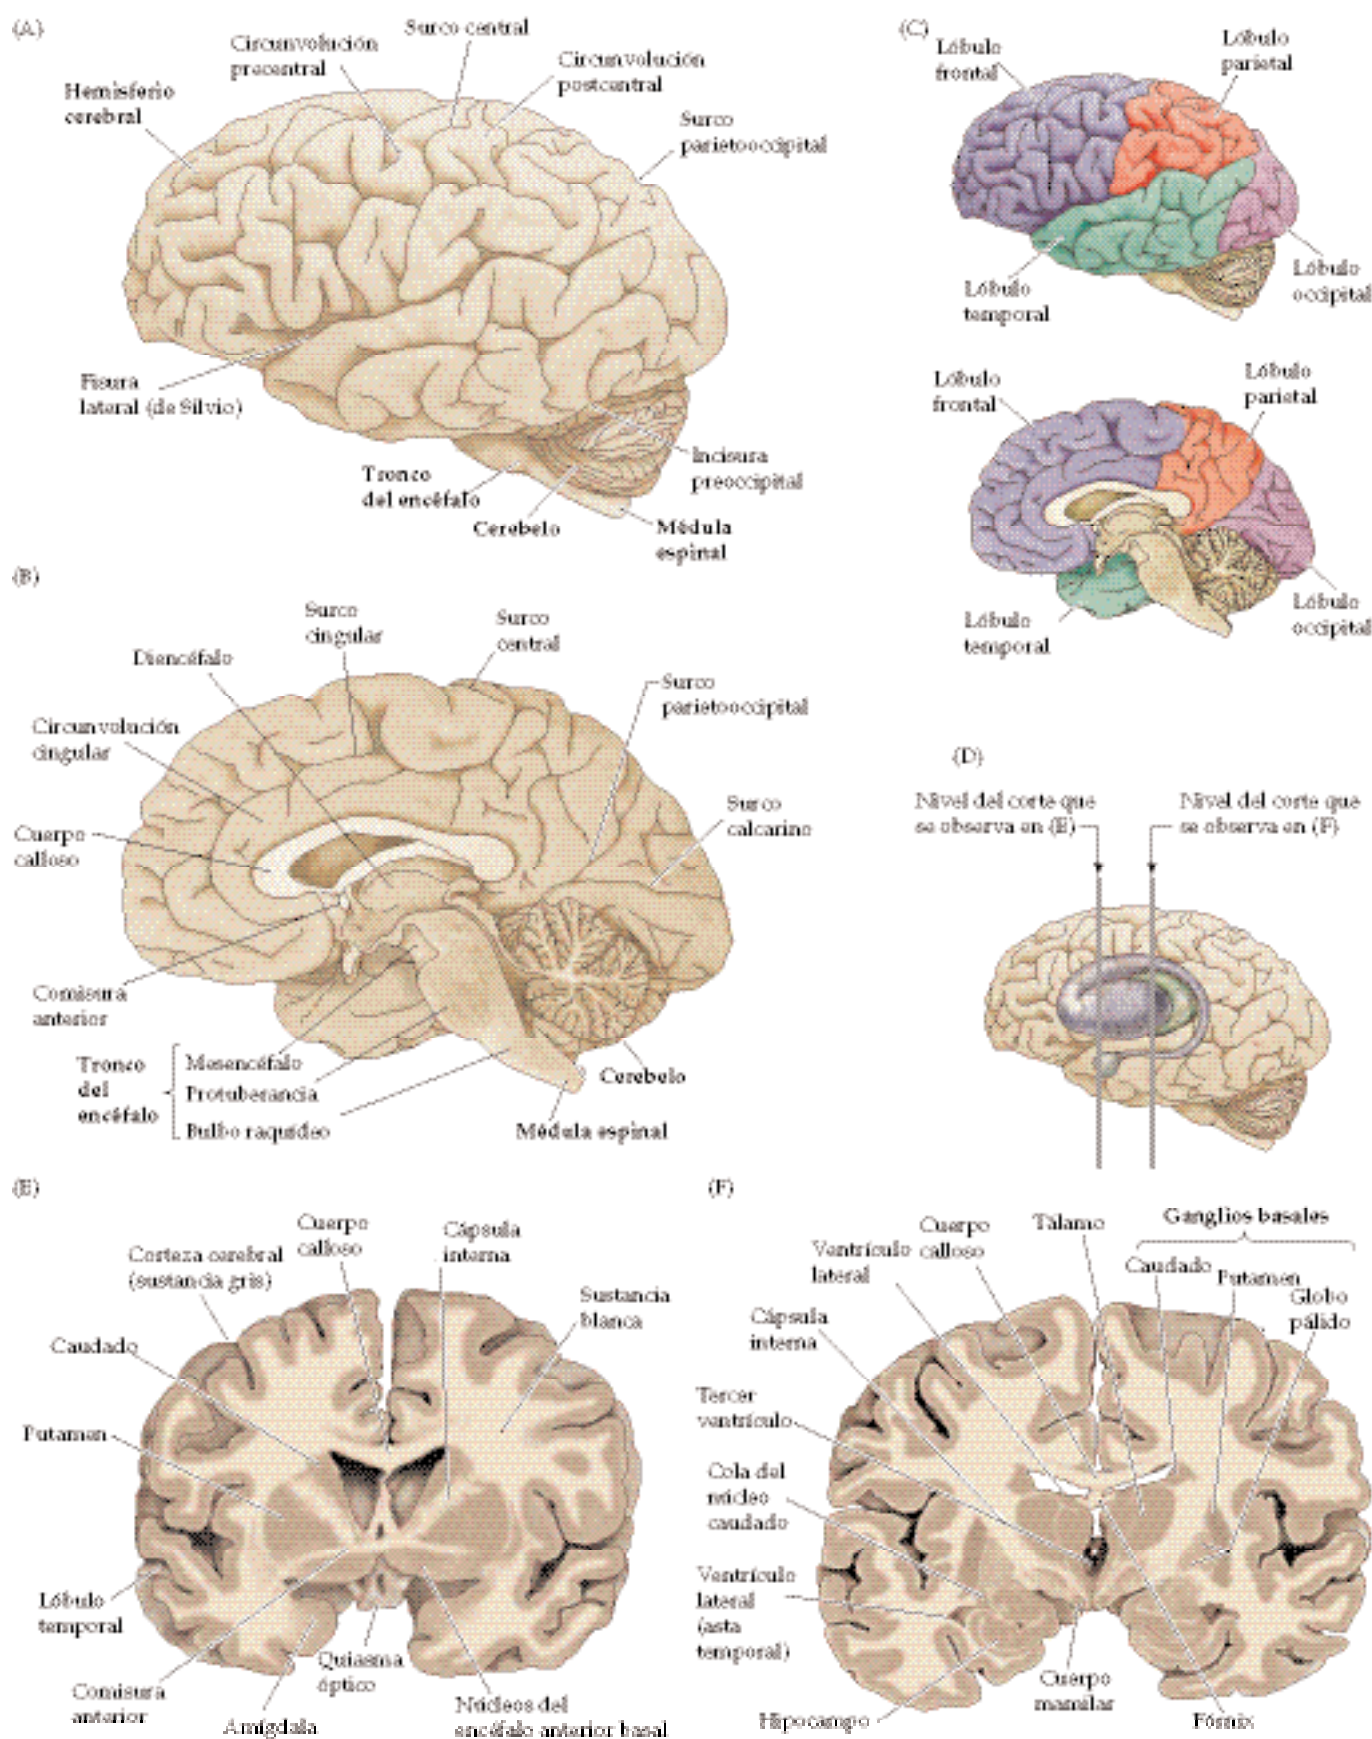 (A)
Surco central
Circunvolución
precentral
Circunvolución
postcentral
Hemisferio
cerebral
Surco
parietooccipital
Fisura
lateral (de Silvio)
Tronco
del encéfalo
Cerebelo
Incisura
preoccipital
Médula
espinal
(B)
Surco
cingular
Surco
central
Diencéfalo
Surco
parietooccipital
Circunvolución
cingular
Surco
calcarino
Cuerpo
calloso
Comisura
anterior
Tronco
del
encéfalo
Mesencéfalo
Protuberancia
Bulbo raquídeo
Cerebelo
Médula espinal
(C)
Lóbulo
frontal
Lóbulo
parietal
Lóbulo
temporal
Lóbulo
occipital
Lóbulo
frontal
Lóbulo
parietal
Lóbulo
temporal
Lóbulo
occipital
(D)
Nivel del corte que
se observa en (E)
Nivel del corte que
se observa en (F)
(E)
Cuerpo
calloso
Cápsula
interna
Corteza cerebral
(sustancia gris)
Sustancia
blanca
Caudado
Putamen
Lóbulo
temporal
Comisura
anterior
Amígdala
Quiasma
óptico
Núcleos del
encéfalo anterior basal
(F)
Cuerpo
calloso
Tálamo
Ganglios basales
Ventrículo
lateral
Caudado
Putamen
Globo
pálido
Cápsula
interna
Tercer
ventrículo
Cola del
núcleo
caudado
Ventrículo
lateral
(asta
temporal)
Hipocampo
Cuerpo
mamilar
Fórnix